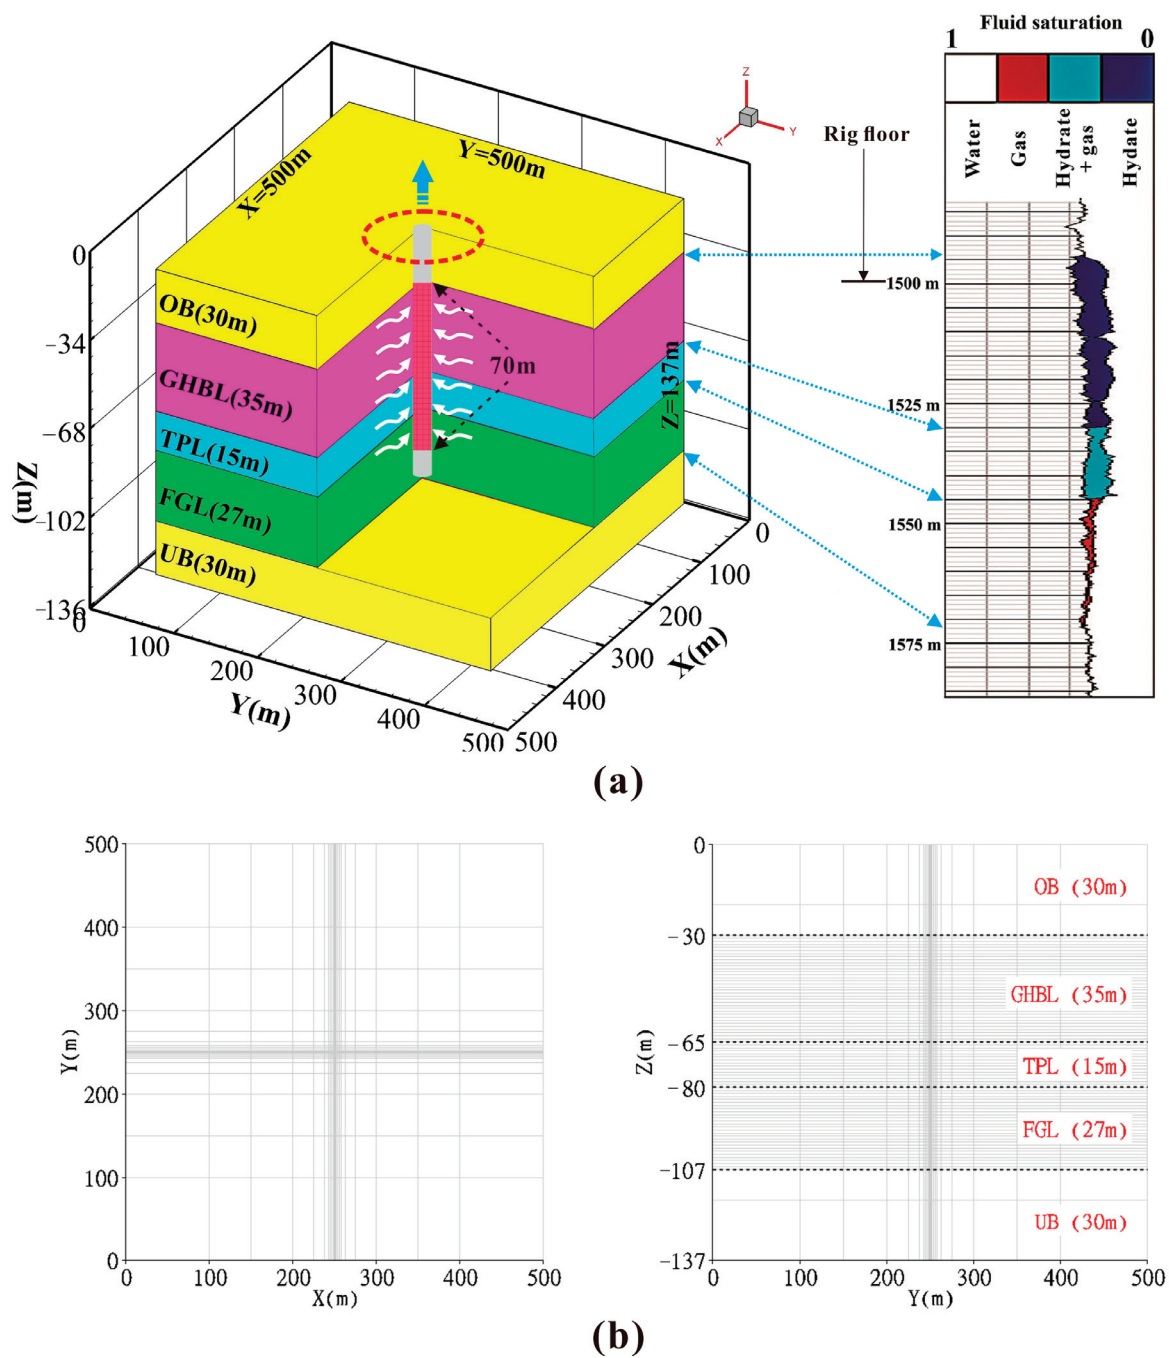 Fluid saturation
1 0
Water
Gas
Hydrate + gas
Hydate
Rig floor
1500 m
1525 m
1550 m
1575 m
Z
X
Y
X=500m
Y=500m
Z=137m
70m
OB(30m)
GHBL(35m)
TPL(15m)
FGL(27m)
UB(30m)
0
−34
−68
−102
−136
Z(m)
0
100
200
300
400
500
Y(m)
0
100
200
300
400
500
X(m)
(a)
500
400
300
200
100
0
Y(m)
0 100 200 300 400 500
X(m)
0
−30
−65
−80
−107
−137
Z(m)
OB (30m)
GHBL (35m)
TPL (15m)
FGL (27m)
UB (30m)
0 100 200 300 400 500
Y(m)
(b)